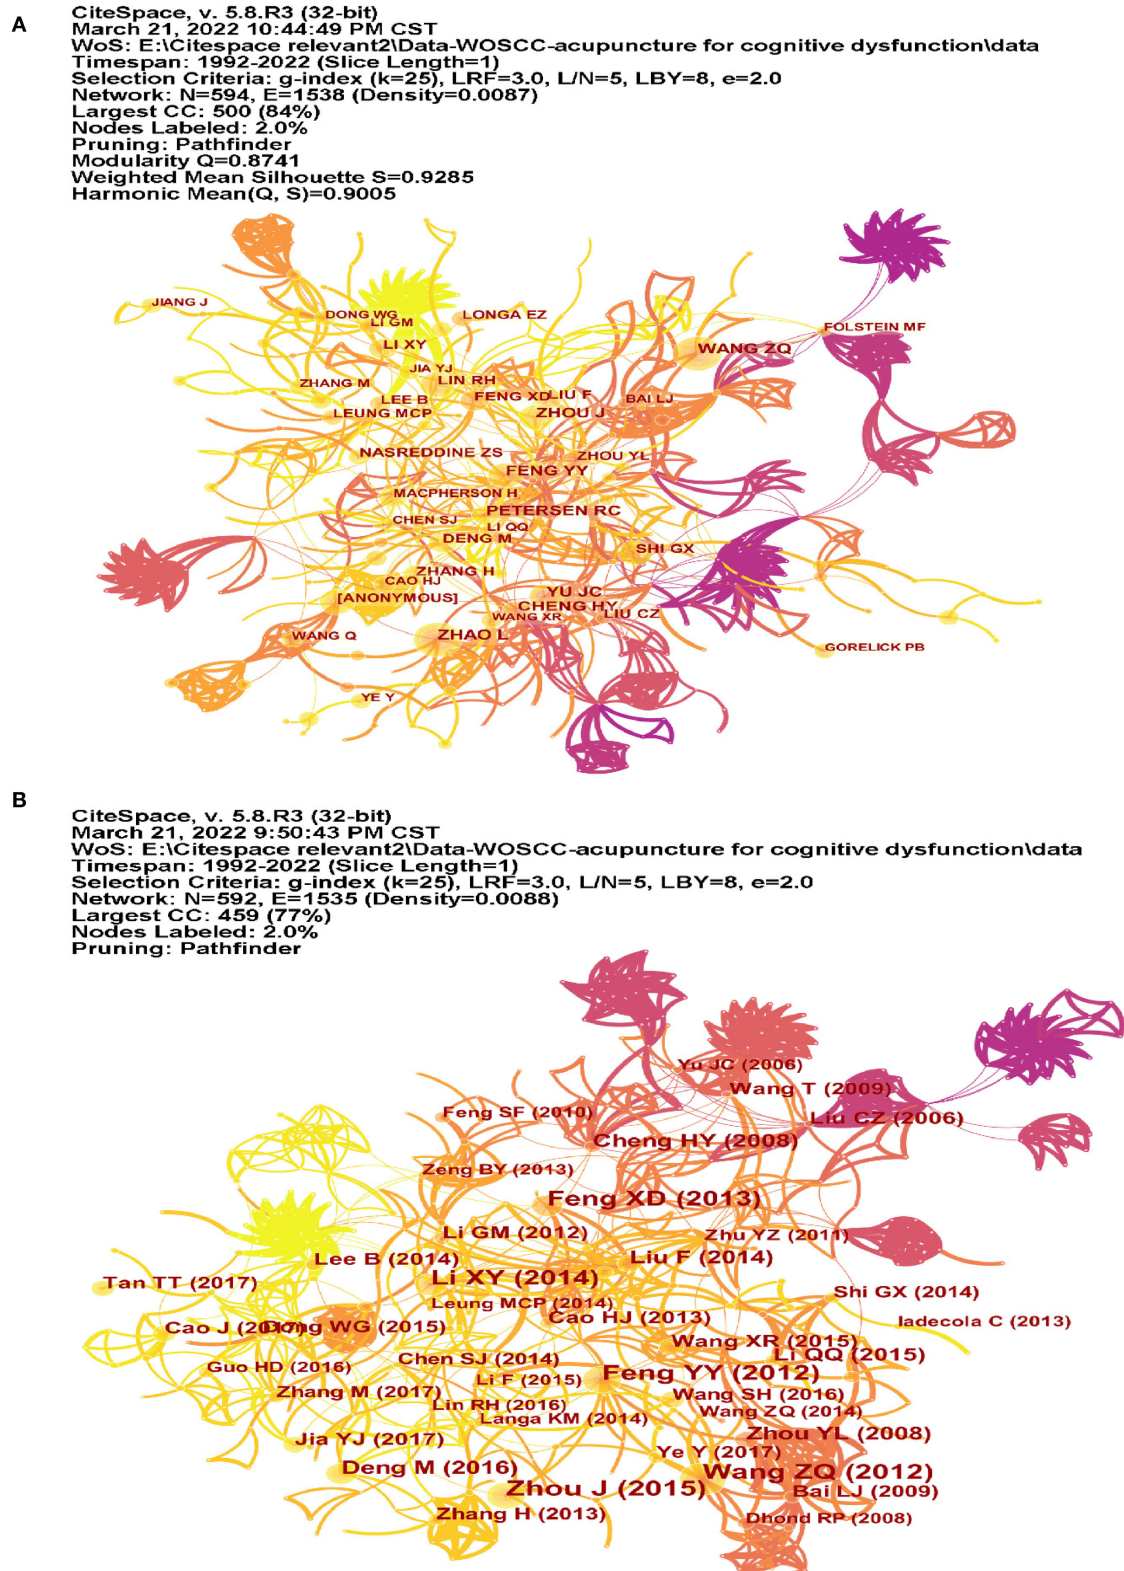 A
CiteSpace, v. 5.8.R3 (32-bit)
March 21, 2022 10:44:49 PM CST
WoS: E:\Citespace relevant2\Data-WOSCC-acupuncture for cognitive dysfunction\data
Timespan: 1992-2022 (Slice Length=1)
Selection Criteria: g-index (k=25), LRF=3.0, L/N=5, LBY=8, e=2.0
Network: N=594, E=1538 (Density=0.0087)
Largest CC: 500 (84%)
Nodes Labeled: 2.0%
Pruning: Pathfinder
Modularity Q=0.8741
Weighted Mean Silhouette S=0.9285
Harmonic Mean(Q, S)=0.9005
JIANG J
DONG WG
LI GM
LONGA EZ
FOLSTEIN MF
LI XY
WANG ZQ
JIA YJ
ZHANG M
LIN RH
LEE B
FENG XD
LIU F
BAI LJ
LEUNG MCP
ZHOU J
NASREDDINE ZS
ZHOU YL
FENG YY
MACPHERSON H
PETERSEN RC
CHEN SJ
LI QQ
DENG M
SHI GX
ZHANG H
CAO HJ
[ANONYMOUS]
YU JC
CHENG HY
WANG XR
LIU CZ
WANG Q
ZHAO L
GORELICK PB
YE Y
B
CiteSpace, v. 5.8.R3 (32-bit)
March 21, 2022 9:50:43 PM CST
WoS: E:\Citespace relevant2\Data-WOSCC-acupuncture for cognitive dysfunction\data
Timespan: 1992-2022 (Slice Length=1)
Selection Criteria: g-index (k=25), LRF=3.0, L/N=5, LBY=8, e=2.0
Network: N=592, E=1535 (Density=0.0088)
Largest CC: 459 (77%)
Nodes Labeled: 2.0%
Pruning: Pathfinder
Yu JC (2006)
Wang T (2009)
Feng SF (2010)
Liu CZ (2006)
Cheng HY (2008)
Zeng BY (2013)
Feng XD (2013)
Li GM (2012)
Zhu YZ (2011)
Lee B (2014)
Liu F (2014)
Tan TT (2017)
Li XY (2014)
Shi GX (2014)
Leung MCP (2014)
Cao HJ (2013)
Iadecola C (2013)
Cao J (2017)
Dong WG (2015)
Wang XR (2015)
Li QQ (2015)
Guo HD (2016)
Chen SJ (2014)
Feng YY (2012)
Li F (2015)
Zhang M (2017)
Wang SH (2016)
Lin RH (2016)
Wang ZQ (2014)
Langa KM (2014)
Zhou YL (2008)
Jia YJ (2017)
Ye Y (2017)
Deng M (2016)
Wang ZQ (2012)
Zhou J (2015)
Bai LJ (2009)
Zhang H (2013)
Dhond RP (2008)